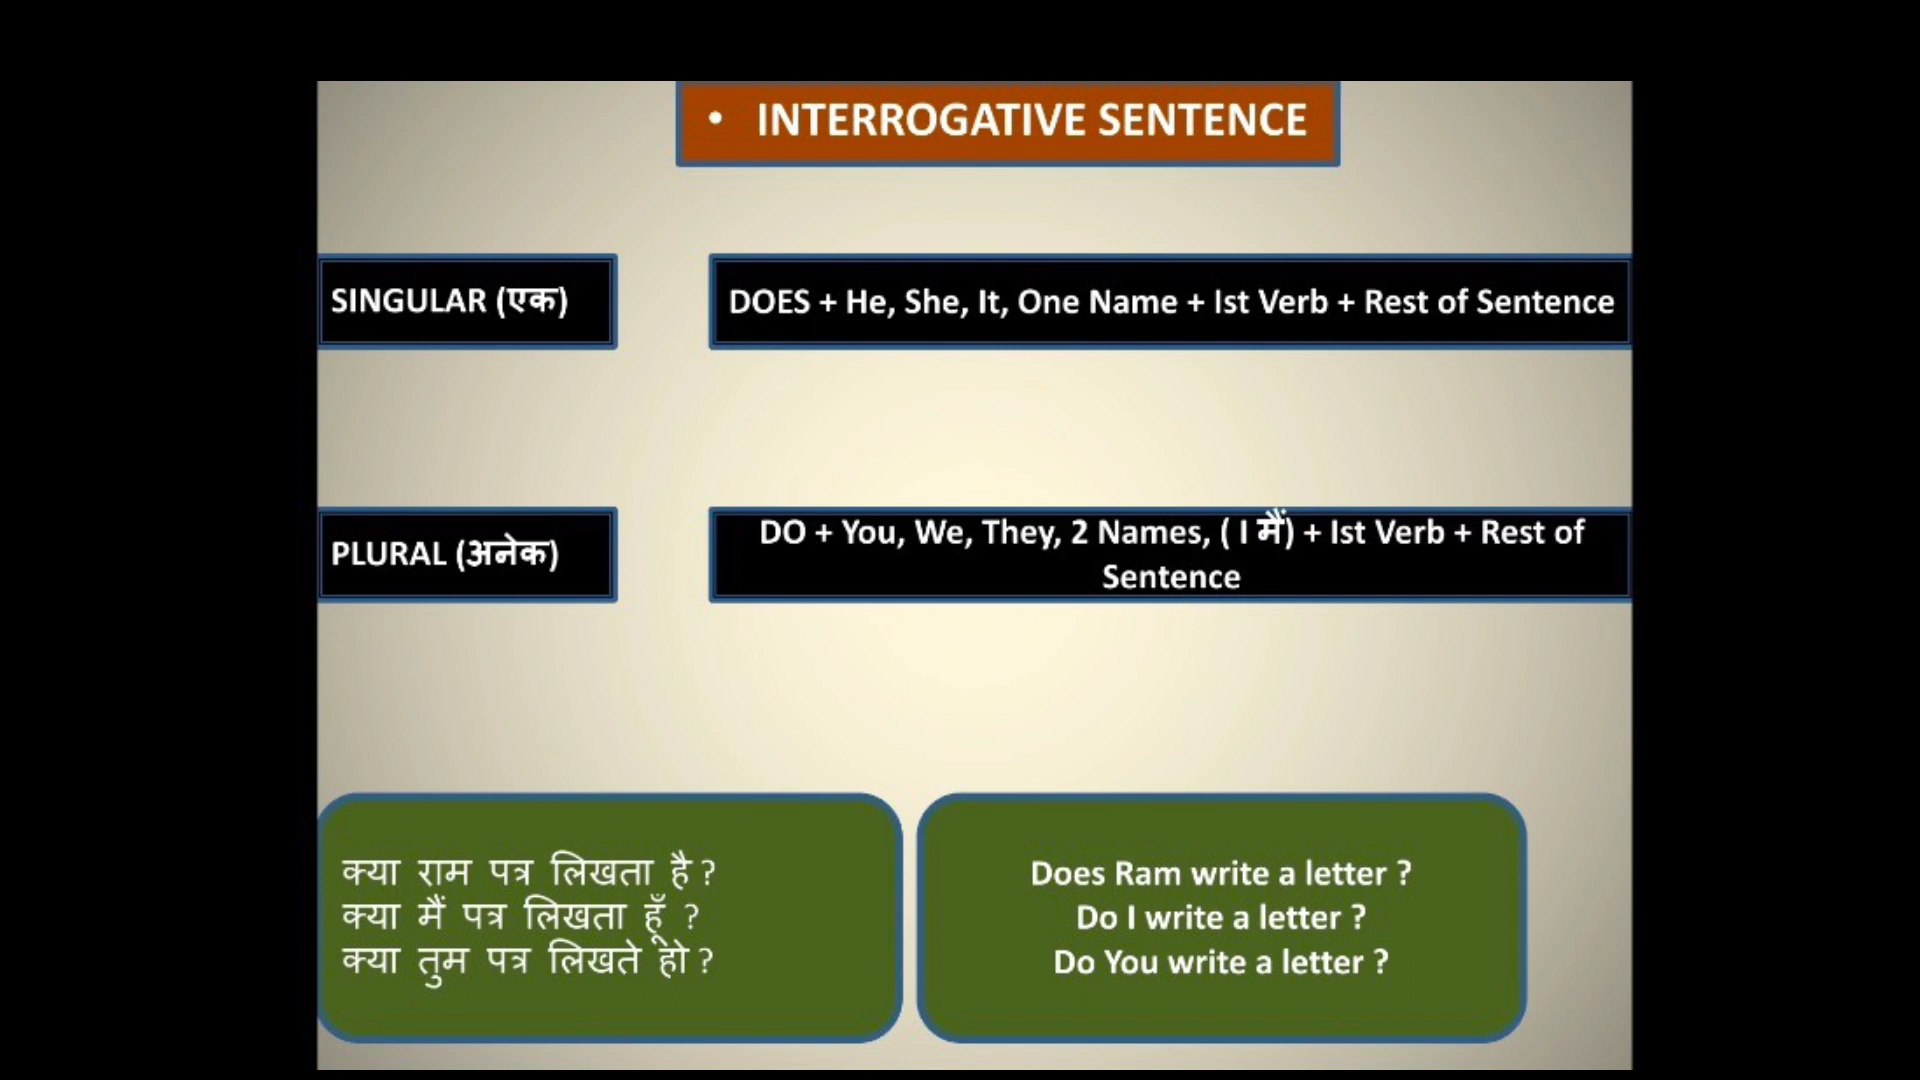 • INTERROGATIVE SENTENCE
SINGULAR (एक)
DOES + He, She, It, One Name + Ist Verb + Rest of Sentence
PLURAL (अनेक)
DO + You, We, They, 2 Names, ( I मैं) + Ist Verb + Rest of
Sentence
क्या राम पत्र लिखता है ?
क्या मैं पत्र लिखता हूँ ?
क्या तुम पत्र लिखते हो ?
Does Ram write a letter ?
Do I write a letter ?
Do You write a letter ?